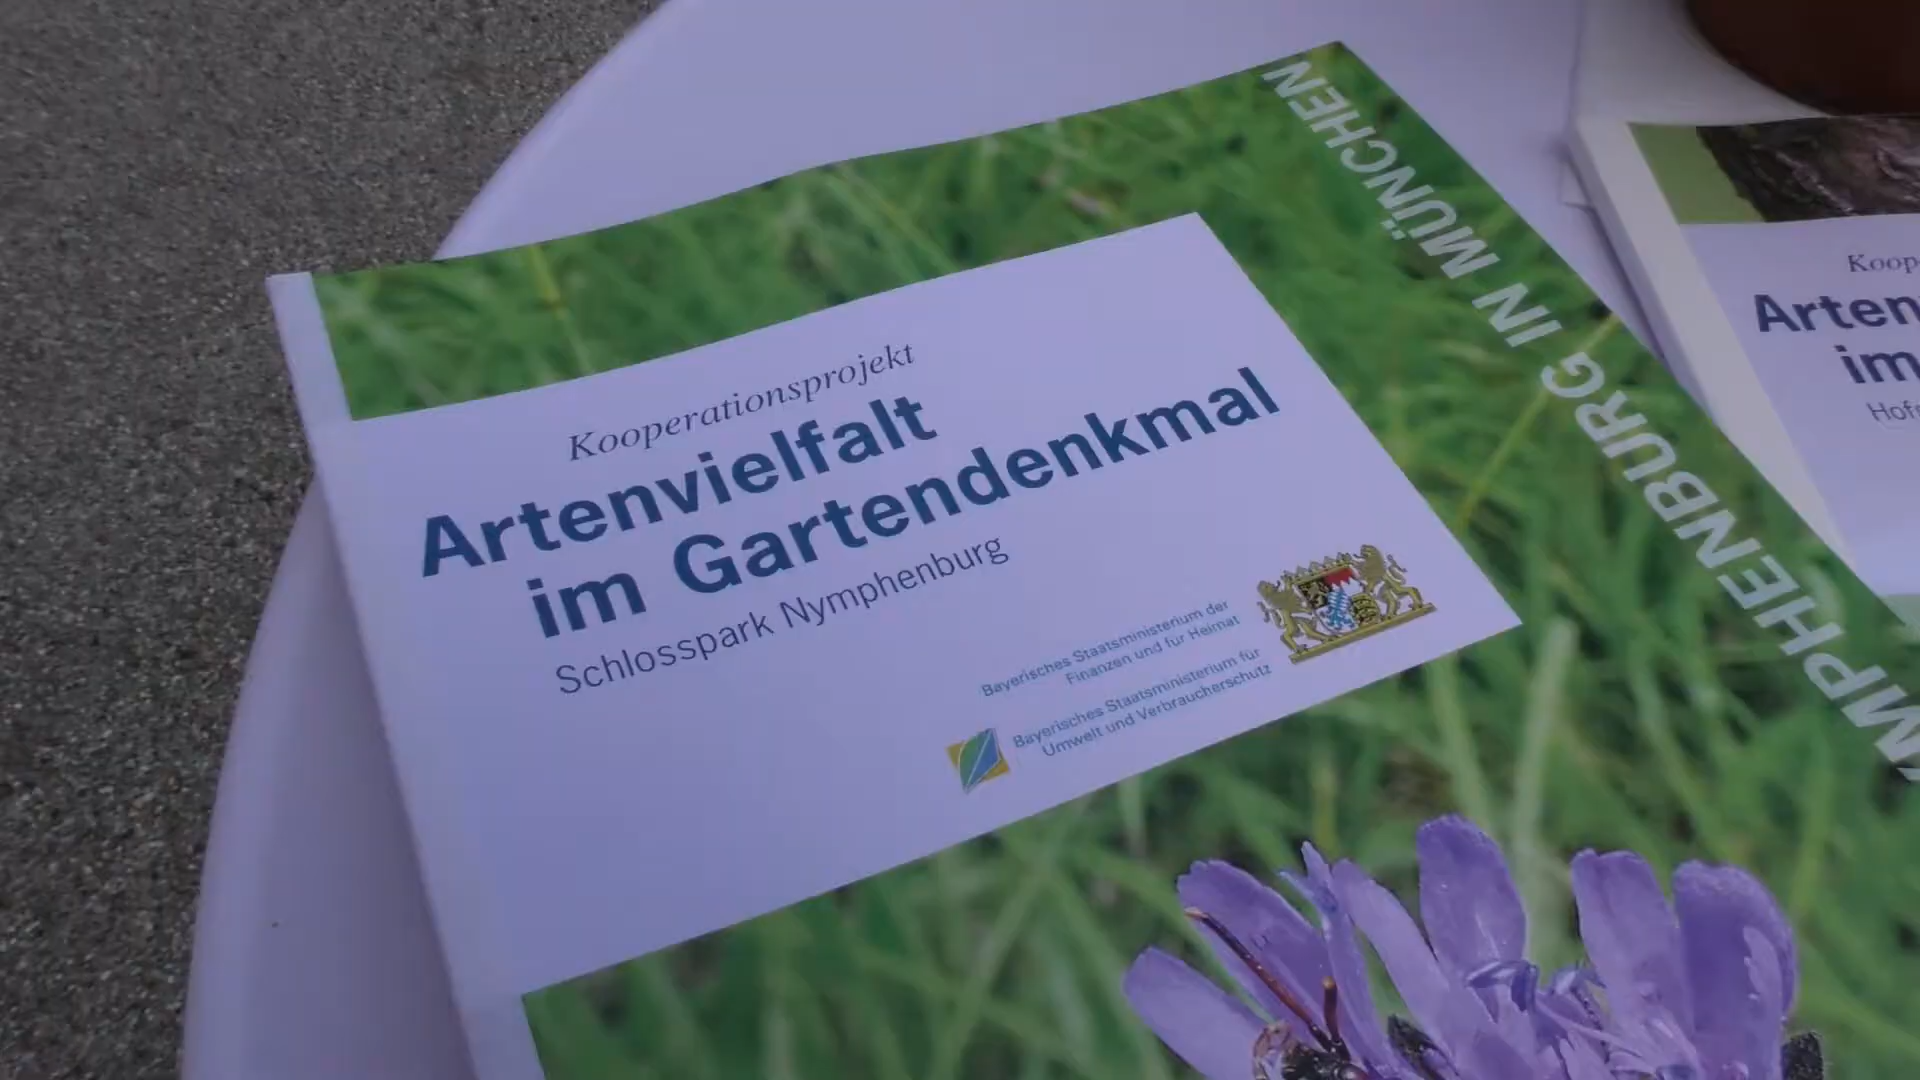 Kooperationsprojekt
Artenvielfalt
im Gartendenkmal
Schlosspark Nymphenburg
Bayerisches Staatsministerium der
Finanzen und für Heimat
Bayerisches Staatsministerium für
Umwelt und Verbraucherschutz
MPHENBURG IN MÜNCHEN
Koop
Arten
im
Hof